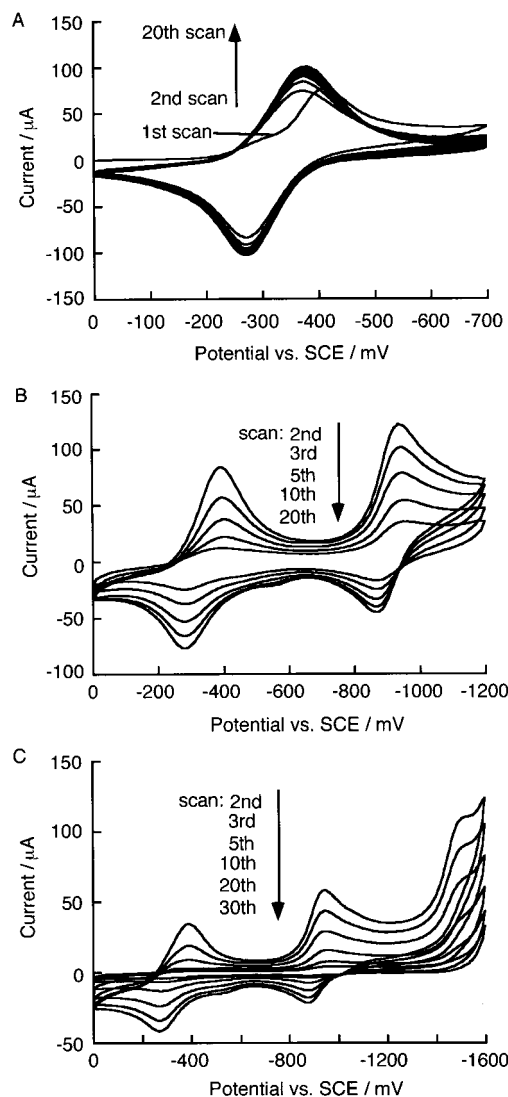 A
150
100
50
0
-50
-100
-150
Current / μA
20th scan
2nd scan
1st scan
0 -100 -200 -300 -400 -500 -600 -700
Potential vs. SCE / mV
B
150
100
50
0
-50
-100
Current / μA
scan: 2nd
3rd
5th
10th
20th
0 -200 -400 -600 -800 -1000 -1200
Potential vs. SCE / mV
C
150
100
50
0
-50
Current / μA
scan: 2nd
3rd
5th
10th
20th
30th
0 -400 -800 -1200 -1600
Potential vs. SCE / mV